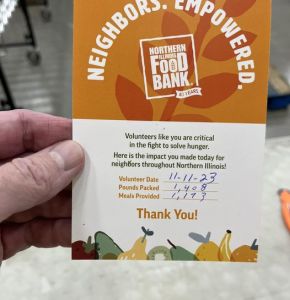 NEIGHBORS. EMPOWERED.
NORTHERN
ILLINOIS
FOOD
BANK
40 YEARS
Volunteers like you are critical
in the fight to solve hunger.
Here is the impact you made today for
neighbors throughout Northern Illinois!
Volunteer Date 11-11-23
Pounds Packed 1,408
Meals Provided 1,173
Thank You!